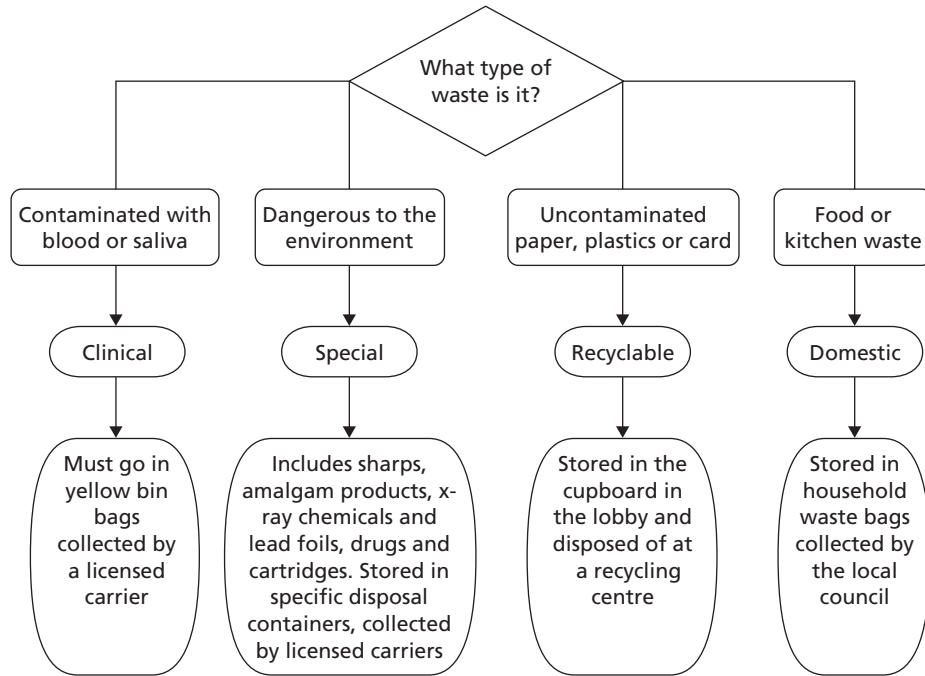 What type of
waste is it?
Contaminated with
blood or saliva
Dangerous to the
environment
Uncontaminated
paper, plastics or card
Food or
kitchen waste
Clinical
Special
Recyclable
Domestic
Must go in
yellow bin
bags
collected by
a licensed
carrier
Includes sharps,
amalgam products, x-
ray chemicals and
lead foils, drugs and
cartridges. Stored in
specific disposal
containers, collected
by licensed carriers
Stored in the
cupboard in
the lobby and
disposed of at
a recycling
centre
Stored in
household
waste bags
collected by
the local
council